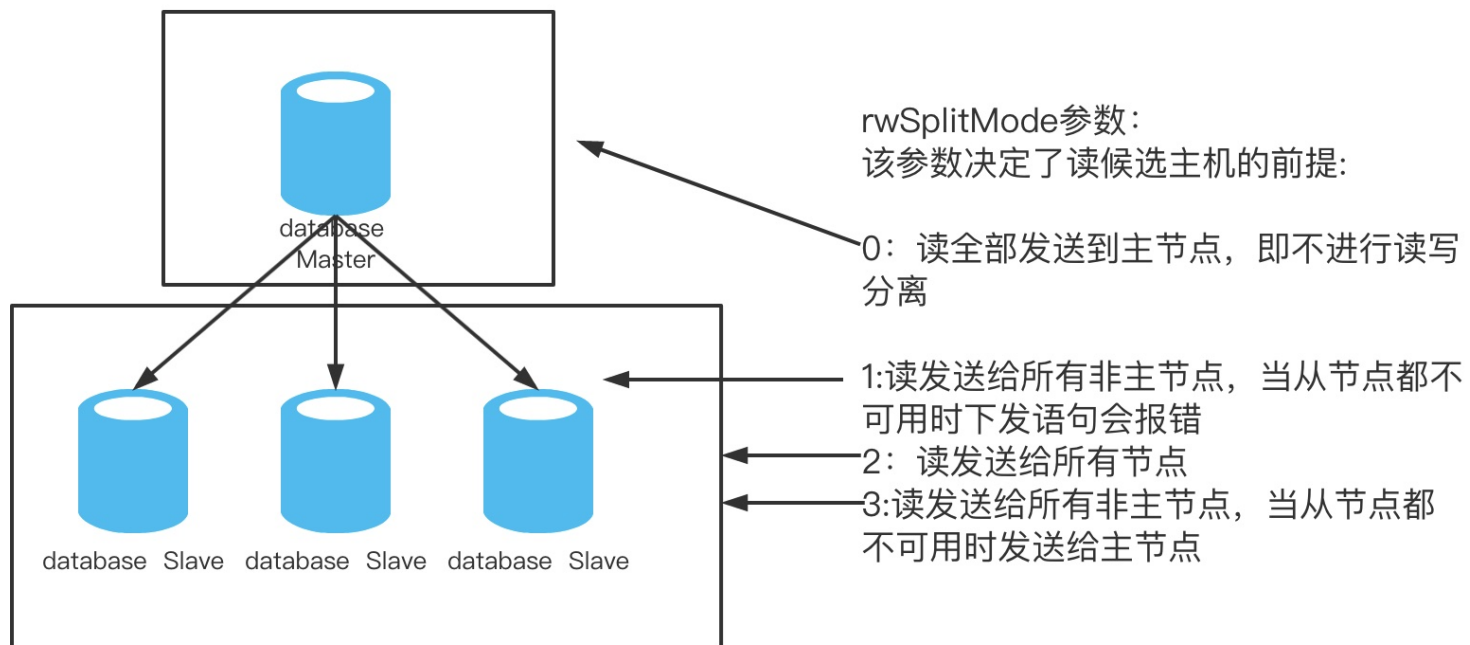 database
Master
database Slave
database Slave
database Slave
rwSplitMode参数：
该参数决定了读候选主机的前提:
0：读全部发送到主节点，即不进行读写
分离
1:读发送给所有非主节点，当从节点都不
可用时下发语句会报错
2：读发送给所有节点
3:读发送给所有非主节点，当从节点都
不可用时发送给主节点